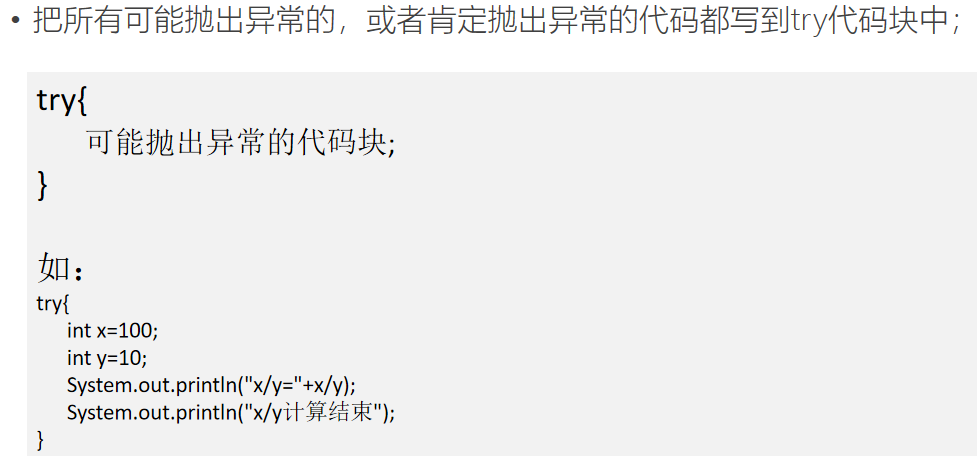 • 把所有可能抛出异常的，或者肯定抛出异常的代码都写到try代码块中；
try{
可能抛出异常的代码块;
}
如：
try{
int x=100;
int y=10;
System.out.println("x/y="+x/y);
System.out.println("x/y计算结束");
}